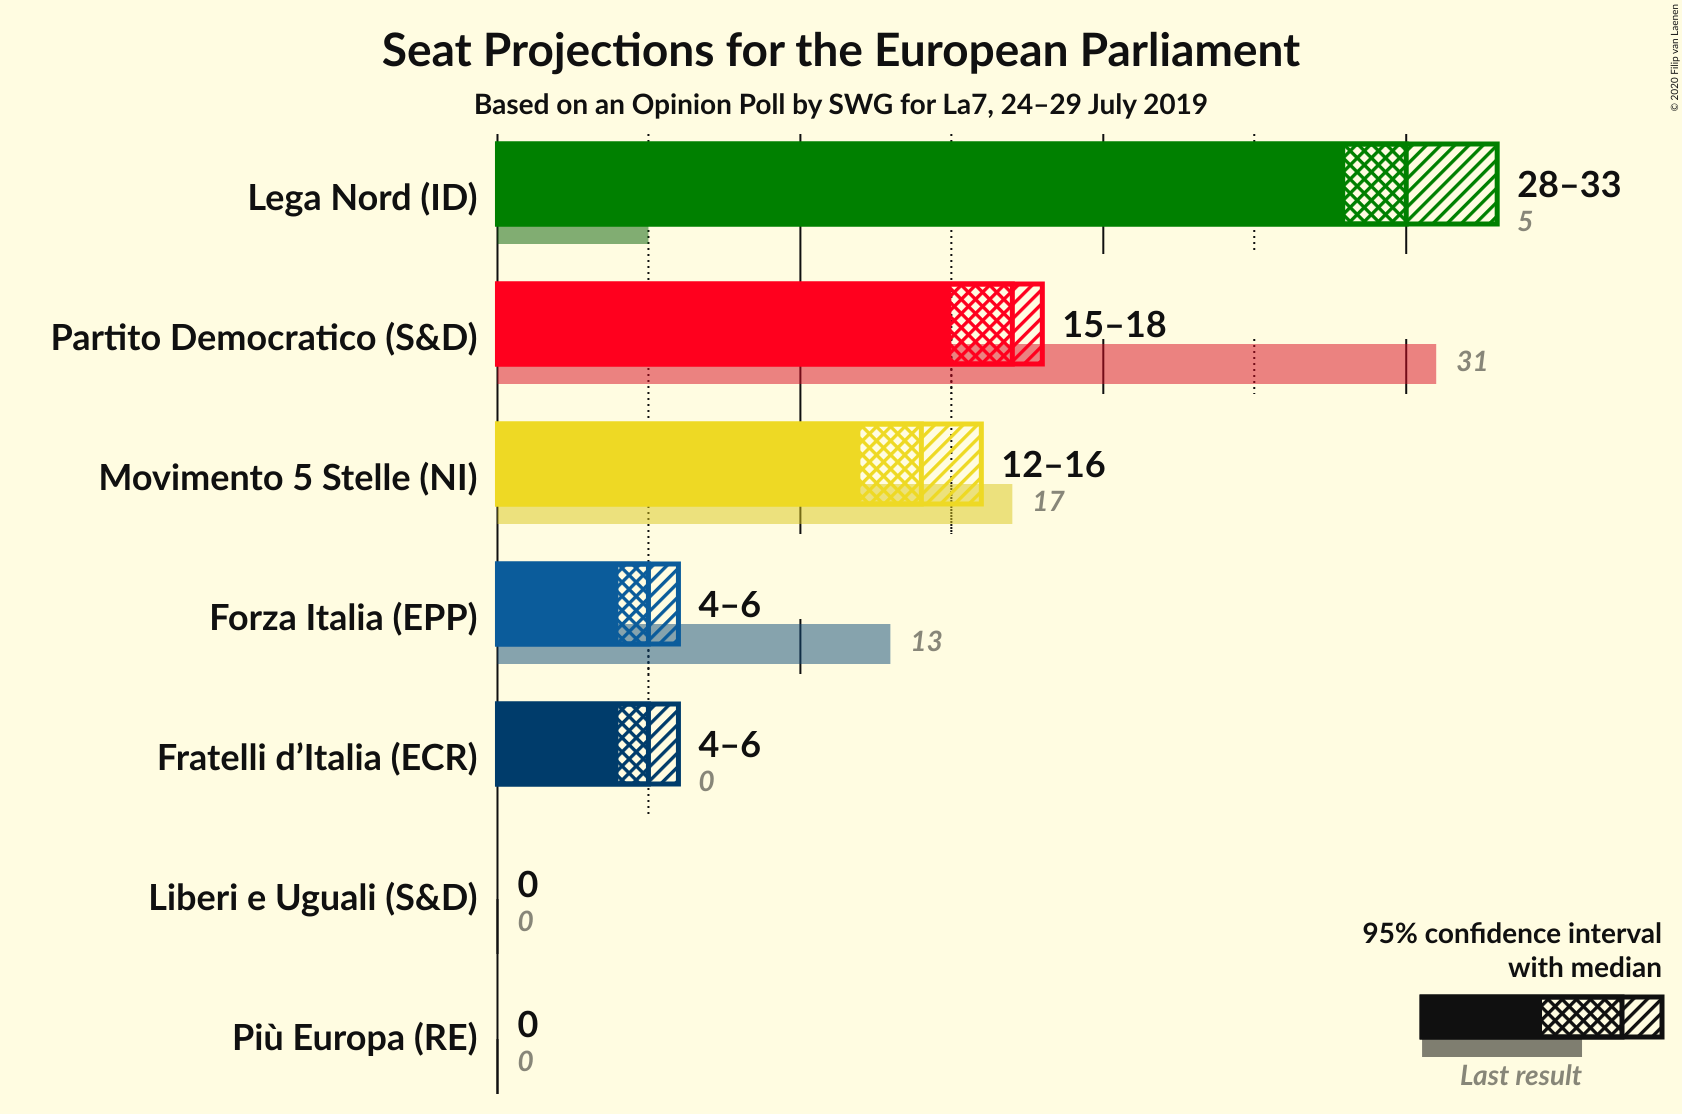 Seat Projections for the European Parliament
Based on an Opinion Poll by SWG for La7, 24–29 July 2019
© 2020 Filip van Laenen
Lega Nord (ID)
28–33
5
Partito Democratico (S&D)
15–18
31
Movimento 5 Stelle (NI)
12–16
17
Forza Italia (EPP)
4–6
13
Fratelli d’Italia (ECR)
4–6
0
Liberi e Uguali (S&D)
0
0
Più Europa (RE)
0
0
95% confidence interval
with median
Last result